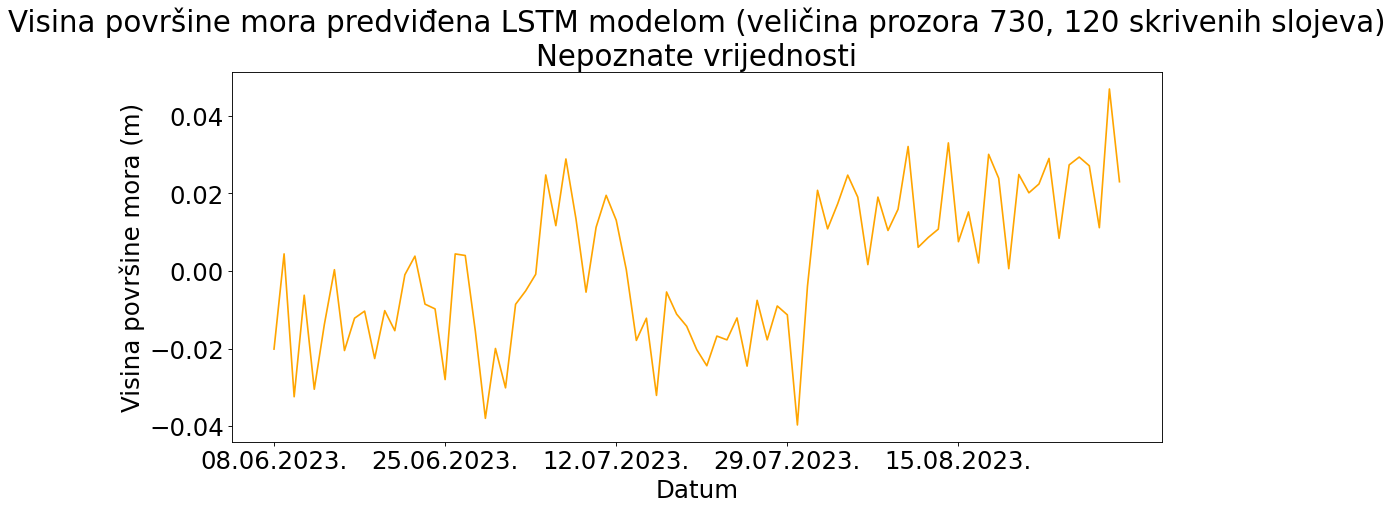 Visina površine mora predviđena LSTM modelom (veličina prozora 730, 120 skrivenih slojeva)
Nepoznate vrijednosti
Visina površine mora (m)
0.04
0.02
0.00
−0.02
−0.04
08.06.2023.
25.06.2023.
12.07.2023.
29.07.2023.
15.08.2023.
Datum